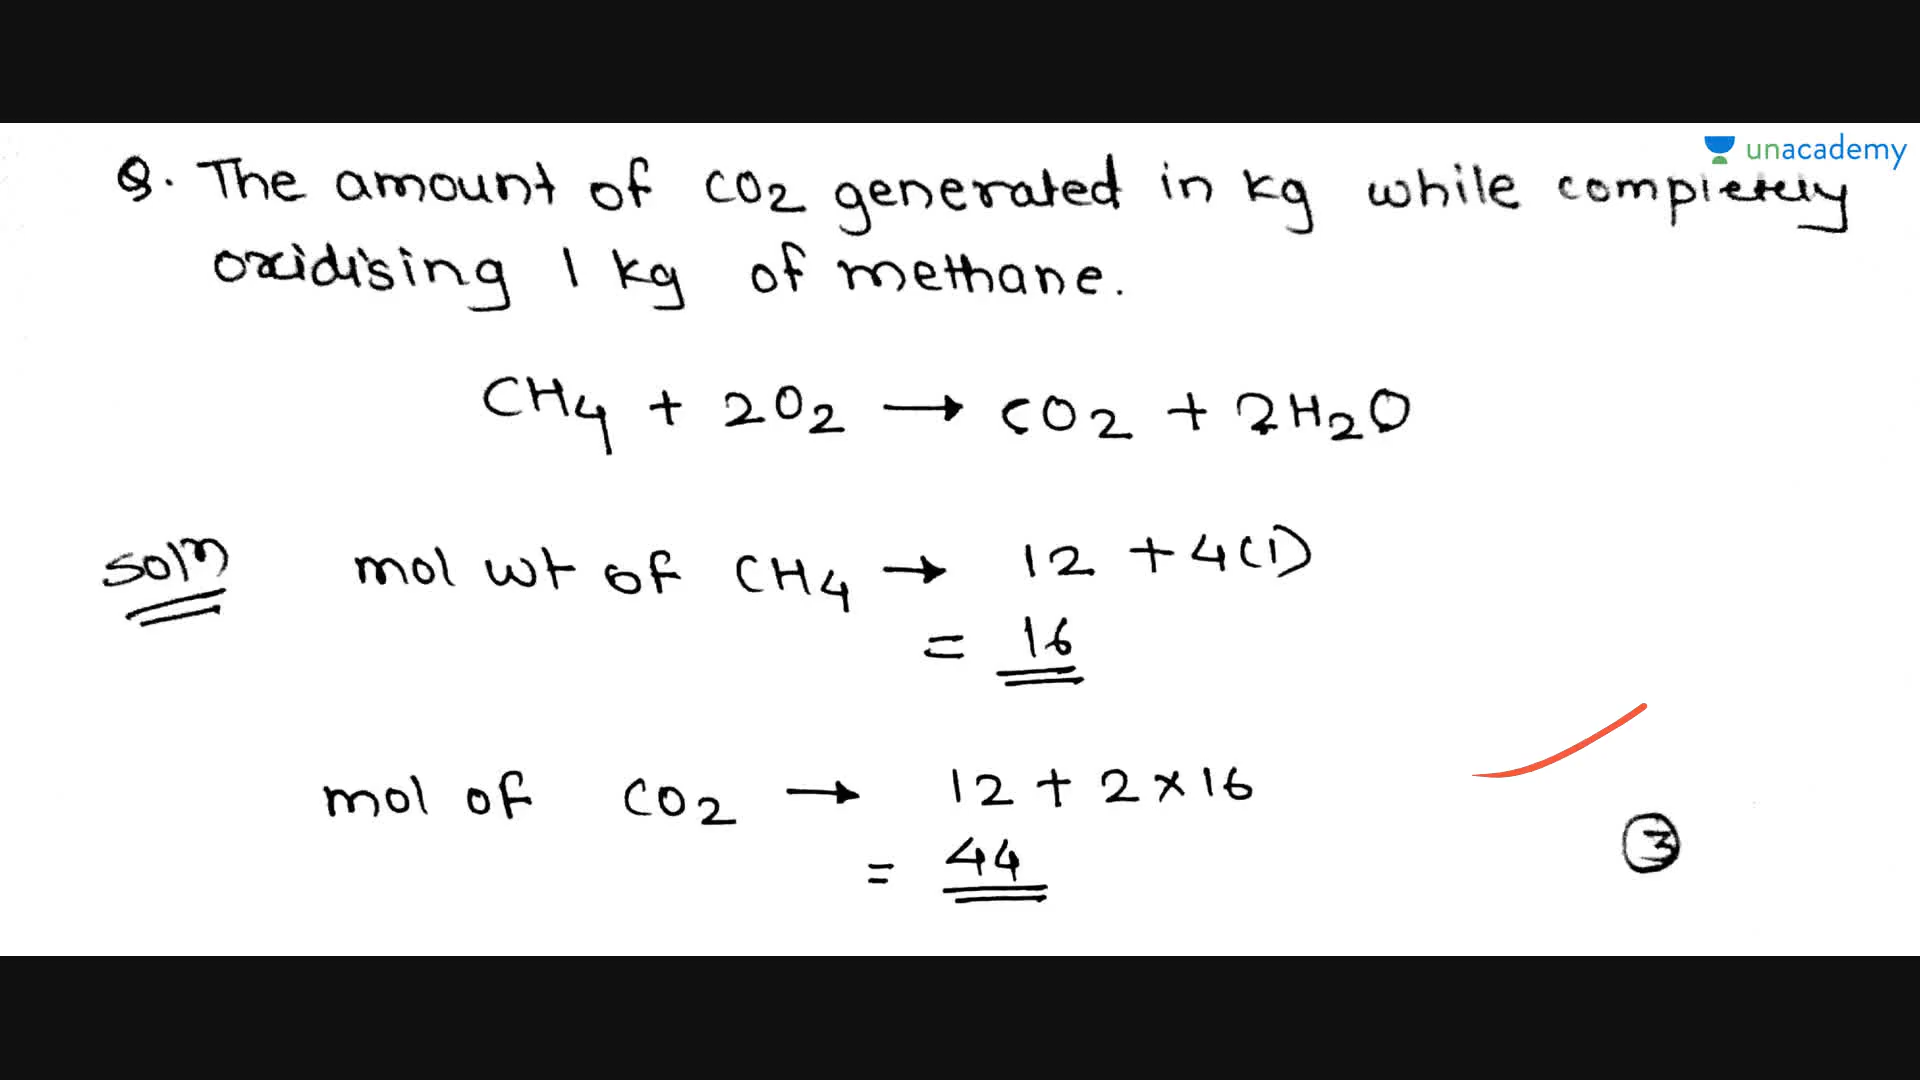 unacademy
Q. The amount of CO2 generated in kg while completely
oxidising 1 kg of methane.
CH4 + 2O2 → CO2 + 2H2O
Soln mol wt of CH4 → 12 + 4(1)
= 16
mol of CO2 → 12 + 2×16
= 44
3